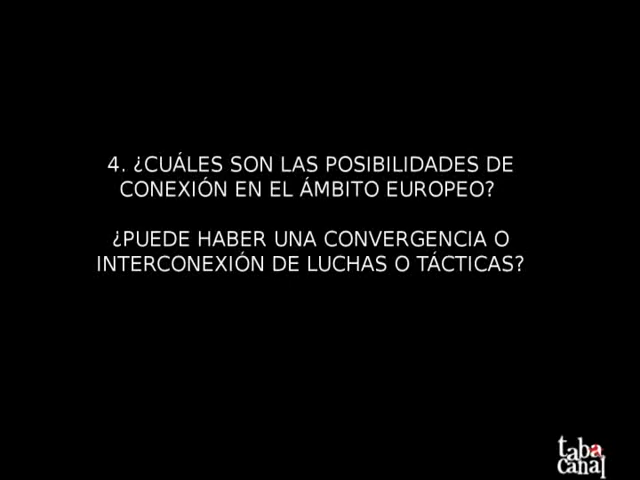 4. ¿CUÁLES SON LAS POSIBILIDADES DE
CONEXIÓN EN EL ÁMBITO EUROPEO?
¿PUEDE HABER UNA CONVERGENCIA O
INTERCONEXIÓN DE LUCHAS O TÁCTICAS?
taba
canal